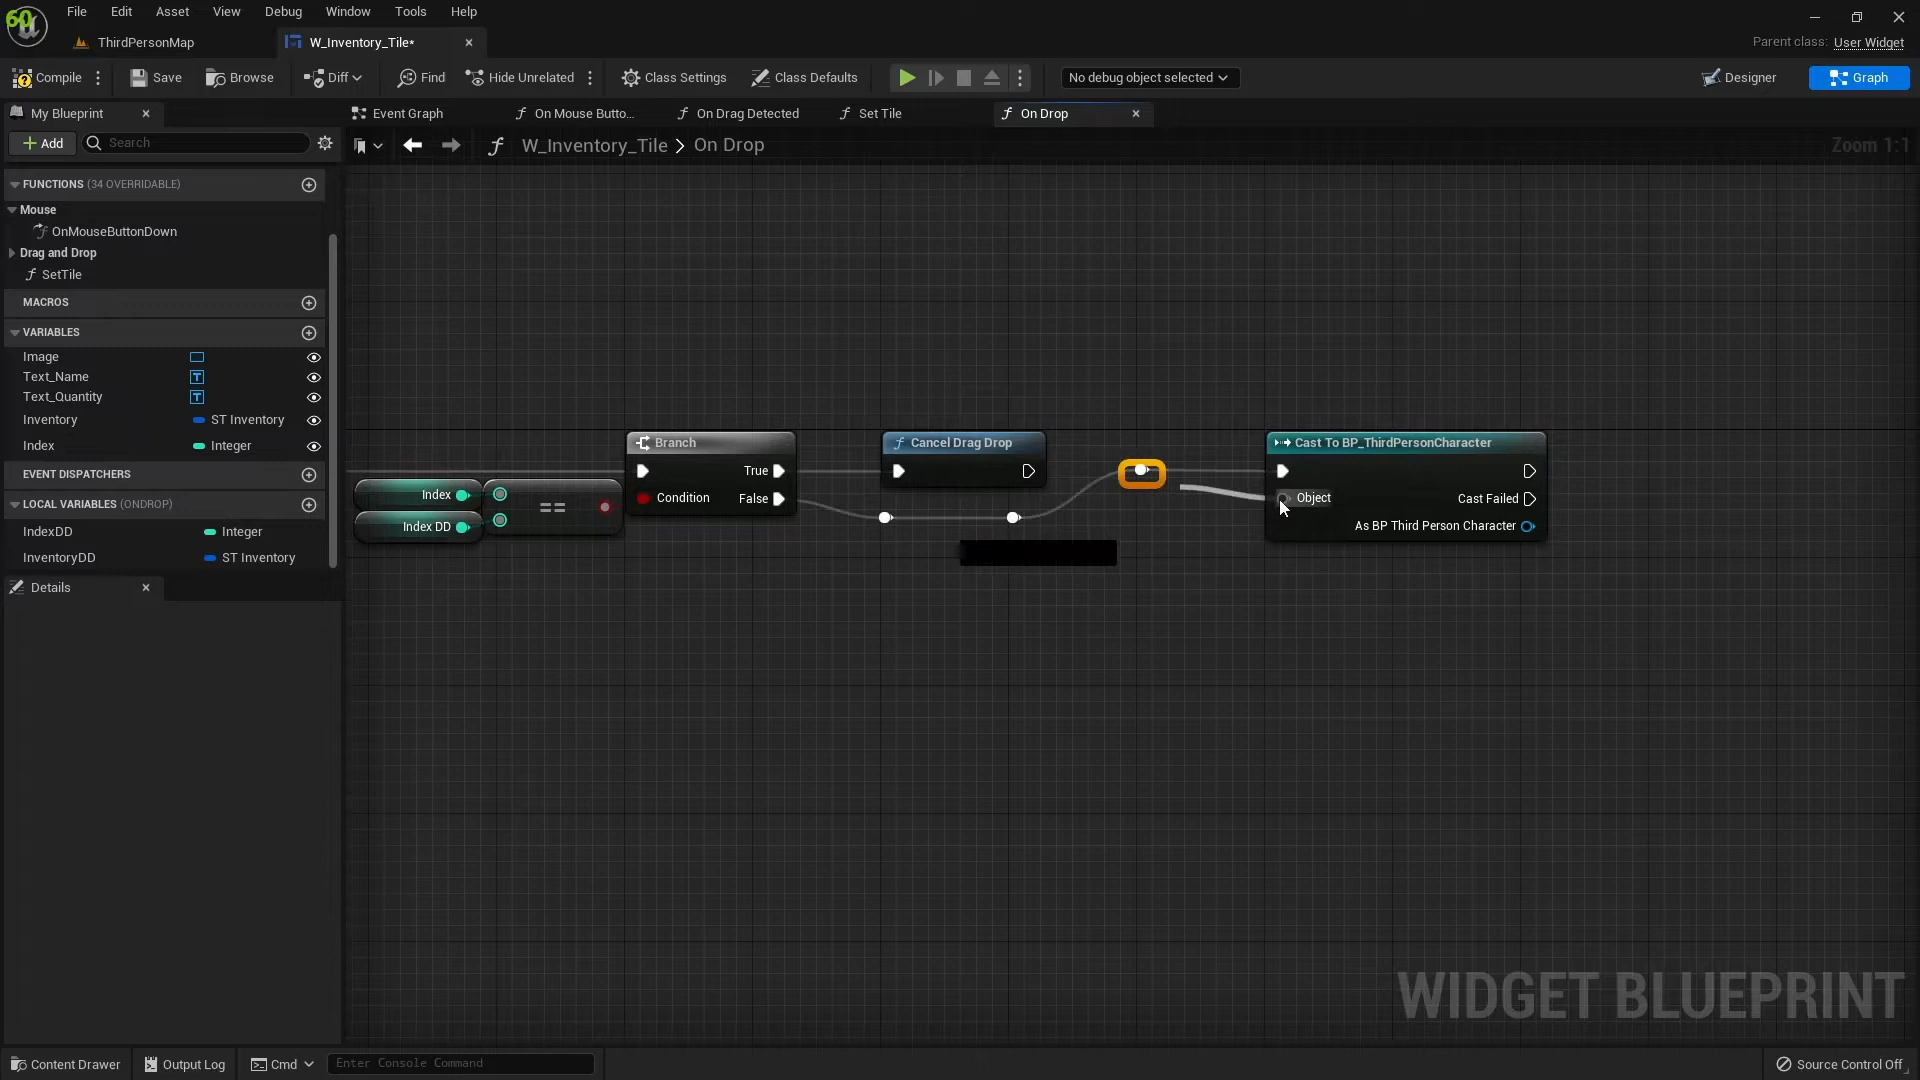 60
File Edit Asset View Debug Window Tools Help
ThirdPersonMap
W_Inventory_Tile*
Parent class: User Widget
Compile Save Browse Diff Find Hide Unrelated Class Settings Class Defaults No debug object selected Designer Graph
My Blueprint
Event Graph On Mouse Butto... On Drag Detected Set Tile On Drop
Add Search
W_Inventory_Tile > On Drop
Zoom 1:1
FUNCTIONS (34 OVERRIDABLE)
Mouse
OnMouseButtonDown
Drag and Drop
SetTile
MACROS
VARIABLES
Image
Text_Name
Text_Quantity
Inventory ST Inventory
Index Integer
EVENT DISPATCHERS
LOCAL VARIABLES (ONDROP)
IndexDD Integer
InventoryDD ST Inventory
Details
Index
Index DD
==
Branch
True
Condition False
Cancel Drag Drop
Cast To BP_ThirdPersonCharacter
Object Cast Failed
As BP Third Person Character
WIDGET BLUEPRINT
Content Drawer Output Log Cmd Enter Console Command Source Control Off